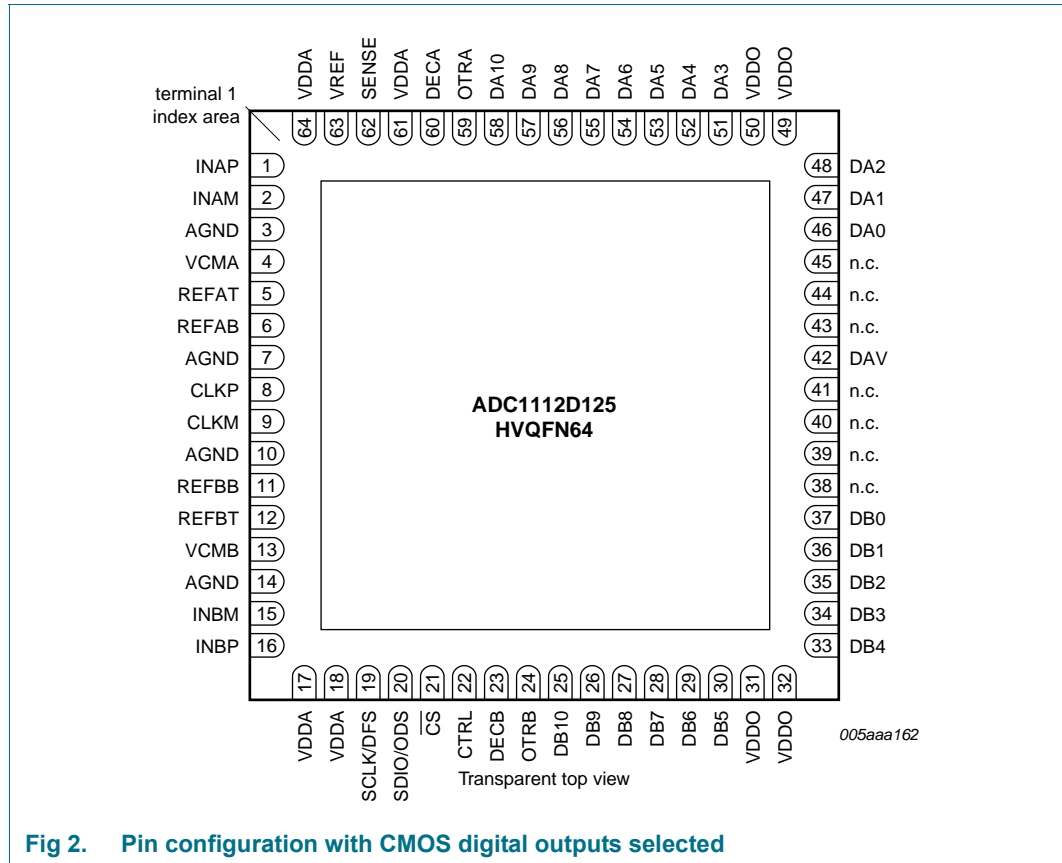 VDDA
VREF
SENSE
VDDA
DECA
OTRA
DA10
DA9
DA8
DA7
DA6
DA5
DA4
DA3
VDDO
VDDO
terminal 1
index area
64
63
62
61
60
59
58
57
56
55
54
53
52
51
50
49
INAP 1
INAM 2
AGND 3
VCMA 4
REFAT 5
REFAB 6
AGND 7
CLKP 8
CLKM 9
AGND 10
REFBB 11
REFBT 12
VCMB 13
AGND 14
INBM 15
INBP 16
ADC1112D125
HVQFN64
48 DA2
47 DA1
46 DA0
45 n.c.
44 n.c.
43 n.c.
42 DAV
41 n.c.
40 n.c.
39 n.c.
38 n.c.
37 DB0
36 DB1
35 DB2
34 DB3
33 DB4
17
18
19
20
21
22
23
24
25
26
27
28
29
30
31
32
VDDA
VDDA
SCLK/DFS
SDIO/ODS
CS
CTRL
DECB
OTRB
DB10
DB9
DB8
DB7
DB6
DB5
VDDO
VDDO
005aaa162
Transparent top view
Fig 2. Pin configuration with CMOS digital outputs selected